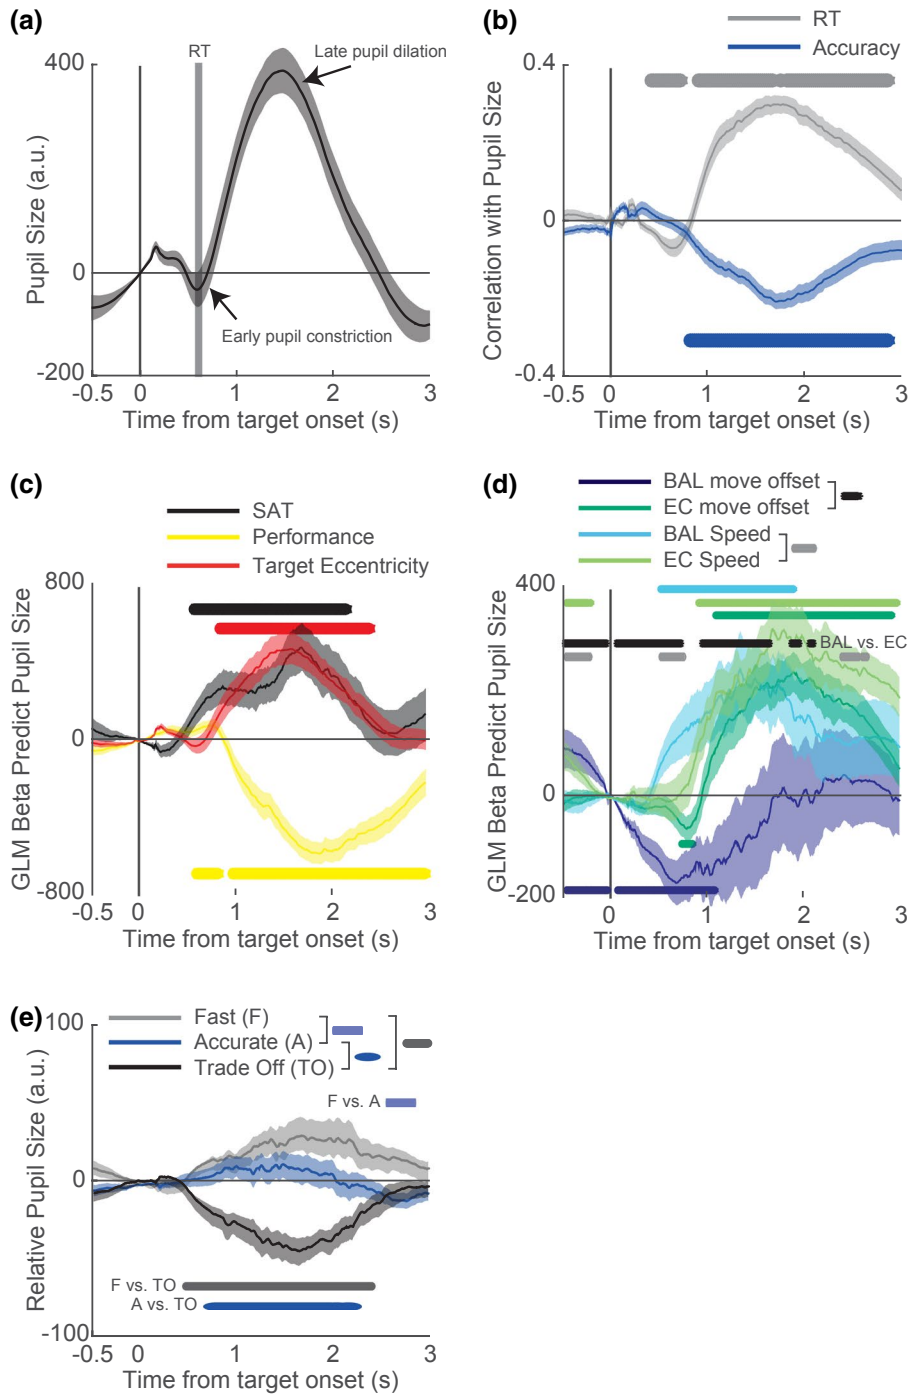 (a)
RT
Late pupil dilation
400
Pupil Size (a.u.)
0
Early pupil constriction
-200
-0.5 0 1 2 3
Time from target onset (s)
(b)
RT
Accuracy
0.4
Correlation with Pupil Size
0
-0.4
-0.5 0 1 2 3
Time from target onset (s)
(c)
SAT
Performance
Target Eccentricity
800
GLM Beta Predict Pupil Size
0
-800
-0.5 0 1 2 3
Time from target onset (s)
(d)
BAL move offset
EC move offset
BAL Speed
EC Speed
400
BAL vs. EC
GLM Beta Predict Pupil Size
0
-200
-0.5 0 1 2 3
Time from target onset (s)
(e)
Fast (F)
Accurate (A)
Trade Off (TO)
100
F vs. A
Relative Pupil Size (a.u.)
0
F vs. TO
A vs. TO
-100
-0.5 0 1 2 3
Time from target onset (s)